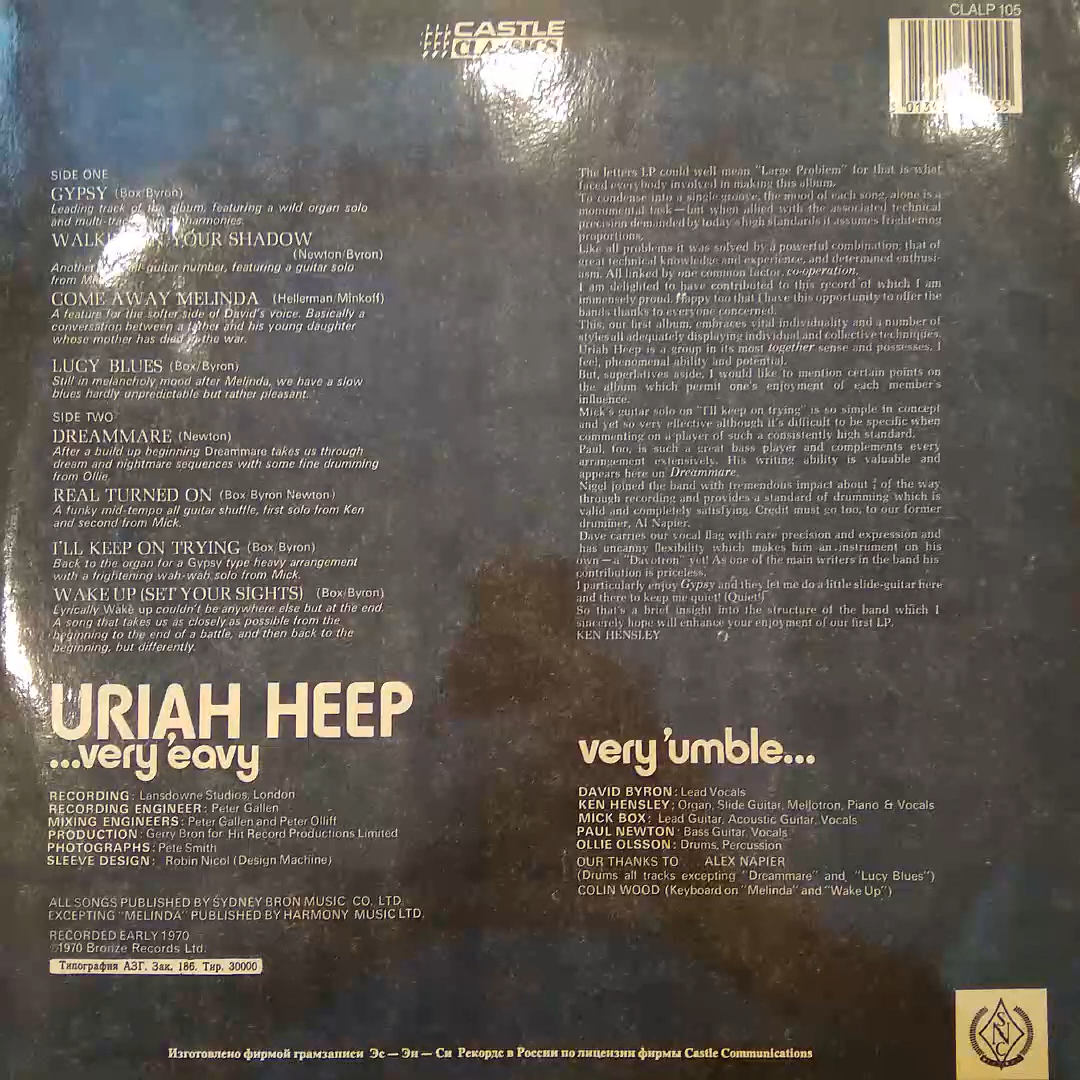 CASTLE
CLASSICS
CLALP 105
SIDE ONE
GYPSY (Box/Byron)
Leading track of the album, featuring a wild organ solo
and harmonies.
YOUR SHADOW
(Newton/Byron)
Another guitar number, featuring a guitar solo
from
COME AWAY MELINDA (Hellerman/Minkoff)
A feature for the softer side of David's voice. Basically a
conversation between a father and his young daughter
whose mother has died in the war.
LUCY BLUES (Box/Byron)
Still in melancholy mood after Melinda, we have a slow
blues hardly unpredictable but rather pleasant.
SIDE TWO
DREAMMARE (Newton)
After a build up beginning Dreammare takes us through
dream and nightmare sequences with some fine drumming
from Ollie.
REAL TURNED ON (Box Byron Newton)
A funky mid-tempo all guitar shuffle, first solo from Ken
and second from Mick.
I'LL KEEP ON TRYING (Box/Byron)
Back to the organ for a Gypsy type heavy arrangement
with a frightening wah-wah solo from Mick.
WAKE UP (SET YOUR SIGHTS) (Box/Byron)
Lyrically Wake up couldn't be anywhere else but at the end.
A song that takes us as closely as possible from the
beginning to the end of a battle, and then back to the
beginning, but differently.
The letters LP could well mean "Large Problem" for that is what
faced everybody involved in making this album.
To condense into a single groove, the mood of each song, alone is a
monumental task—but when allied with the associated technical
precision demanded by today's high standards it assumes frightening
proportions.
Like all problems it was solved by a powerful combination; that of
great technical knowledge and experience, and determined enthusi-
asm. All linked by one common factor, co-operation.
I am delighted to have contributed to this record of which I am
immensely proud. Happy too that I have this opportunity to offer the
bands thanks to everyone concerned.
This, our first album, embraces vital individuality and a number of
styles all adequately displaying individual and collective techniques.
Uriah Heep is a group in its most together sense and possesses, I
feel, phenomenal ability and potential.
But, superlatives aside, I would like to mention certain points on
the album which permit one's enjoyment of each member's
influence.
Mick's guitar solo on "I'll keep on trying" is so simple in concept
and yet so very effective although it's difficult to be specific when
commenting on a player of such a consistently high standard.
Paul, too, is such a great bass player and complements every
arrangement extensively. His writing ability is valuable and
appears here on Dreammare.
Nigel joined the band with tremendous impact about of the way
through recording and provides a standard of drumming which is
valid and completely satisfying. Credit must go too, to our former
drummer, Al Napier.
Dave carries our vocal flag with rare precision and expression and
has uncanny flexibility which makes him an instrument on his
own—a "Davotron" yet! As one of the main writers in the band his
contribution is priceless.
I particularly enjoy Gypsy and they let me do a little slide-guitar here
and there to keep me quiet! (Quiet!)
So that's a brief insight into the structure of the band which I
sincerely hope will enhance your enjoyment of our first LP.
KEN HENSLEY
URIAH HEEP
...very 'eavy
very 'umble...
RECORDING: Lansdowne Studios, London
RECORDING ENGINEER: Peter Gallen
MIXING ENGINEERS: Peter Gallen and Peter Olliff
PRODUCTION: Gerry Bron for Hit Record Productions Limited
PHOTOGRAPHS: Pete Smith
SLEEVE DESIGN: Robin Nicol (Design Machine)
DAVID BYRON: Lead Vocals
KEN HENSLEY: Organ, Slide Guitar, Mellotron, Piano & Vocals
MICK BOX: Lead Guitar, Acoustic Guitar, Vocals
PAUL NEWTON: Bass Guitar, Vocals
OLLIE OLSSON: Drums, Percussion
OUR THANKS TO . . . ALEX NAPIER
(Drums all tracks excepting "Dreammare" and "Lucy Blues")
COLIN WOOD (Keyboard on "Melinda" and "Wake Up")
ALL SONGS PUBLISHED BY SYDNEY BRON MUSIC CO. LTD.
EXCEPTING "MELINDA" PUBLISHED BY HARMONY MUSIC LTD.
RECORDED EARLY 1970
©1970 Bronze Records Ltd.
Типография АЗГ. Зак. 186. Тир. 30000
Изготовлено фирмой грамзаписи Эс — Эн — Си Рекордс в России по лицензии фирмы Castle Communications
SNC